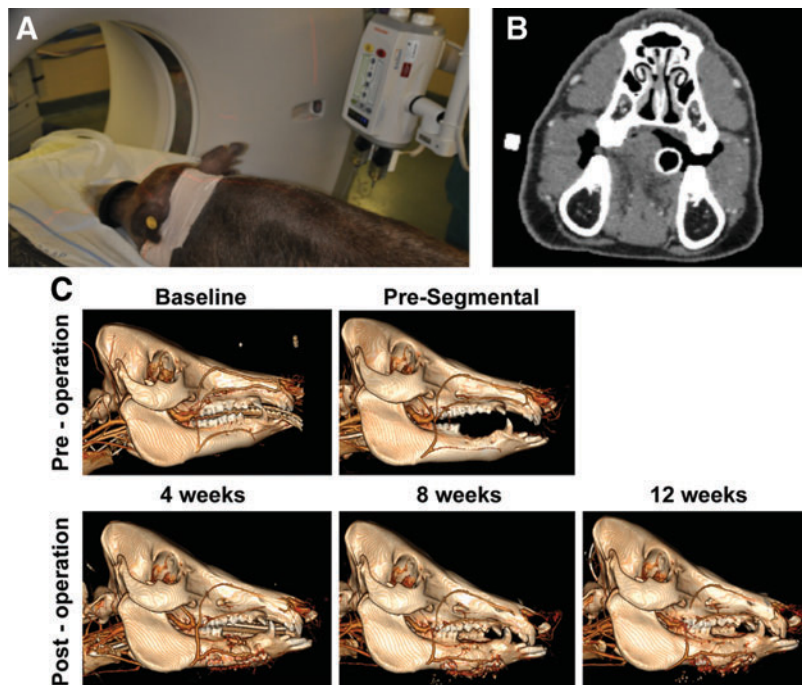 A
B
C
Baseline
Pre-Segmental
Pre - operation
4 weeks
8 weeks
12 weeks
Post - operation